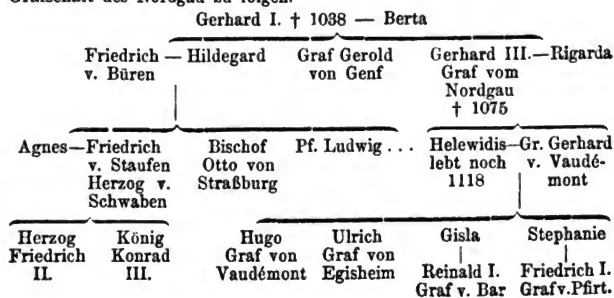 Grafschaft des Nordgau zu folgen.
Gerhard I. † 1038 — Berta
Friedrich — Hildegard Graf Gerold Gerhard III.—Rigarda
v. Büren von Genf Graf vom
Nordgau
† 1075
Agnes—Friedrich Bischof Pf. Ludwig ... Helewidis—Gr. Gerhard
v. Staufen Otto von lebt noch v. Vaudé-
Herzog v. Straßburg 1118 mont
Schwaben
Herzog König Hugo Ulrich Gisla Stephanie
Friedrich Konrad Graf von Graf von | |
II. III. Vaudémont Egisheim Reinald I. Friedrich I.
Graf v. Bar Graf v. Pfirt.